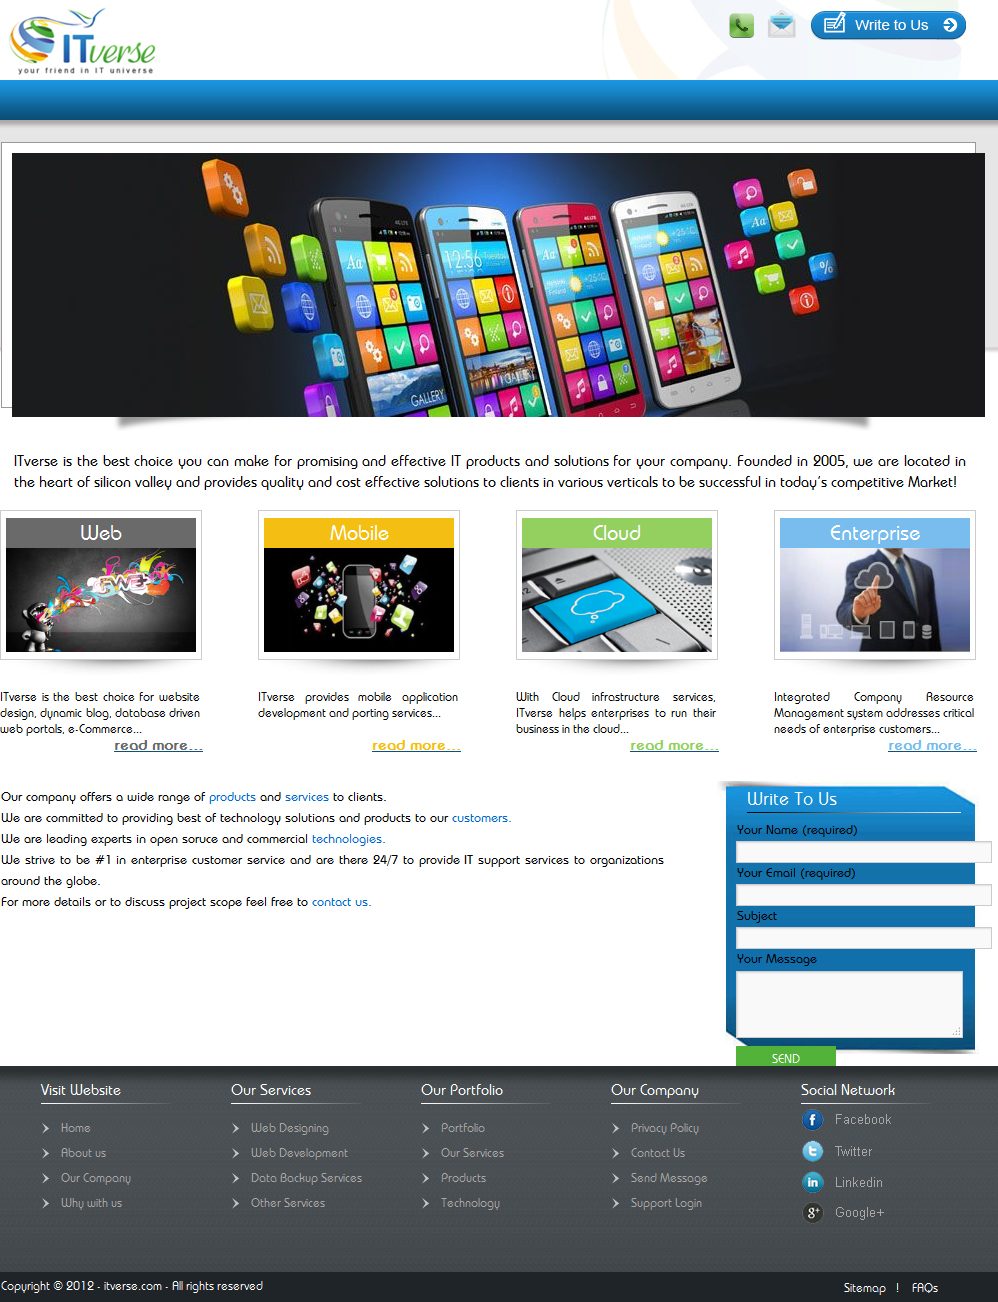 ITverse
your friend in IT universe
Write to Us
ITverse is the best choice you can make for promising and effective IT products and solutions for your company. Founded in 2005, we are located in
the heart of silicon valley and provides quality and cost effective solutions to clients in various verticals to be successful in today's competitive Market!
Web
Mobile
Cloud
Enterprise
ITverse is the best choice for website
design, dynamic blog, database driven
web portals, e-Commerce...
read more...
ITverse provides mobile application
development and porting services...
read more...
With Cloud infrastructure services,
ITverse helps enterprises to run their
business in the cloud...
read more...
Integrated Company Resource
Management system addresses critical
needs of enterprise customers...
read more...
Our company offers a wide range of products and services to clients.
We are committed to providing best of technology solutions and products to our customers.
We are leading experts in open soruce and commercial technologies.
We strive to be #1 in enterprise customer service and are there 24/7 to provide IT support services to organizations
around the globe.
For more details or to discuss project scope feel free to contact us.
Write To Us
Your Name (required)
Your Email (required)
Subject
Your Message
SEND
Visit Website
Home
About us
Our Company
Why with us
Our Services
Web Designing
Web Development
Data Backup Services
Other Services
Our Portfolio
Portfolio
Our Services
Products
Technology
Our Company
Privacy Policy
Contact Us
Send Message
Support Login
Social Network
Facebook
Twitter
Linkedin
Google+
Copyright © 2012 - itverse.com - All rights reserved
Sitemap | FAQs